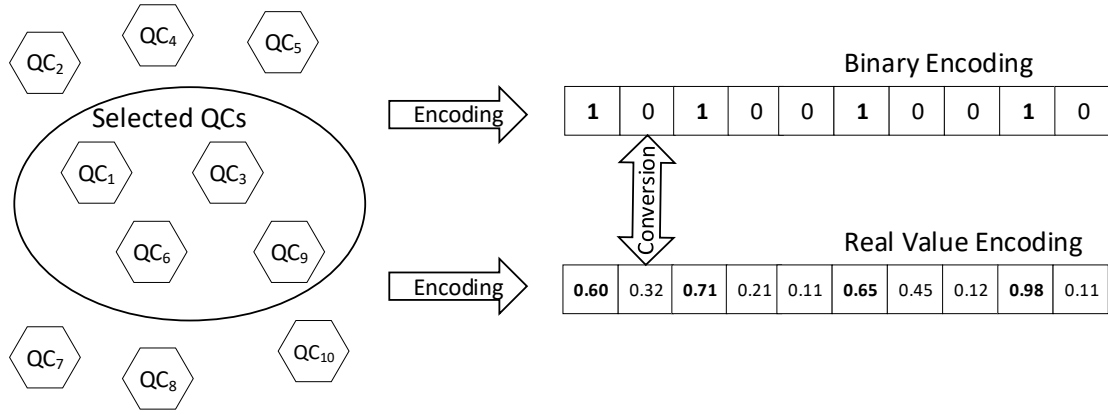 QC₂
QC₄
QC₅
Selected QCs
QC₁
QC₃
QC₆
QC₉
QC₇
QC₈
QC₁₀
Encoding
Encoding
Binary Encoding
1 0 1 0 0 1 0 0 1 0
Conversion
Real Value Encoding
0.60 0.32 0.71 0.21 0.11 0.65 0.45 0.12 0.98 0.11